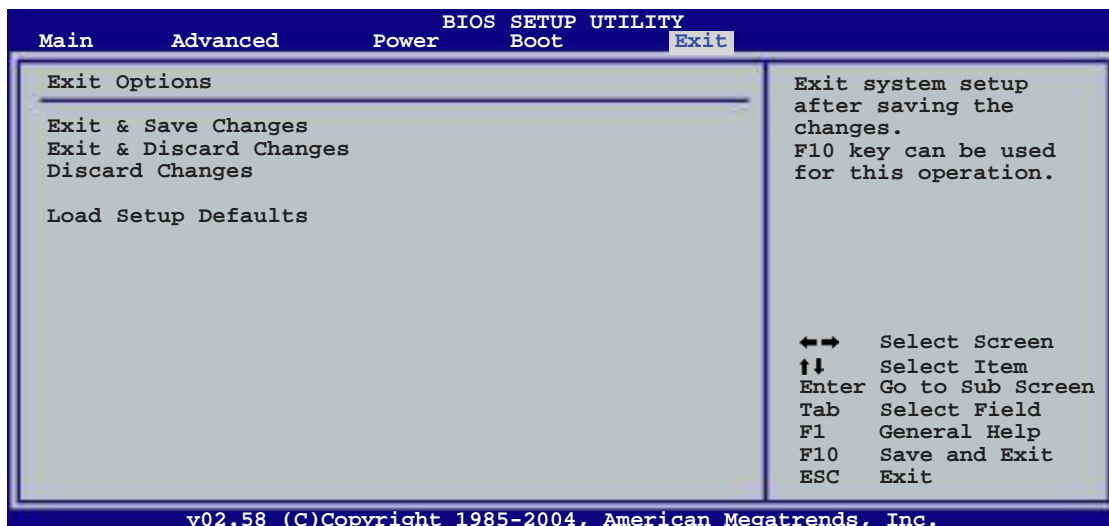 BIOS SETUP UTILITY
Main Advanced Power Boot Exit
Exit Options
Exit & Save Changes
Exit & Discard Changes
Discard Changes
Load Setup Defaults
Exit system setup
after saving the
changes.
F10 key can be used
for this operation.
←→ Select Screen
↑↓ Select Item
Enter Go to Sub Screen
Tab Select Field
F1 General Help
F10 Save and Exit
ESC Exit
v02.58 (C)Copyright 1985-2004, American Megatrends, Inc.